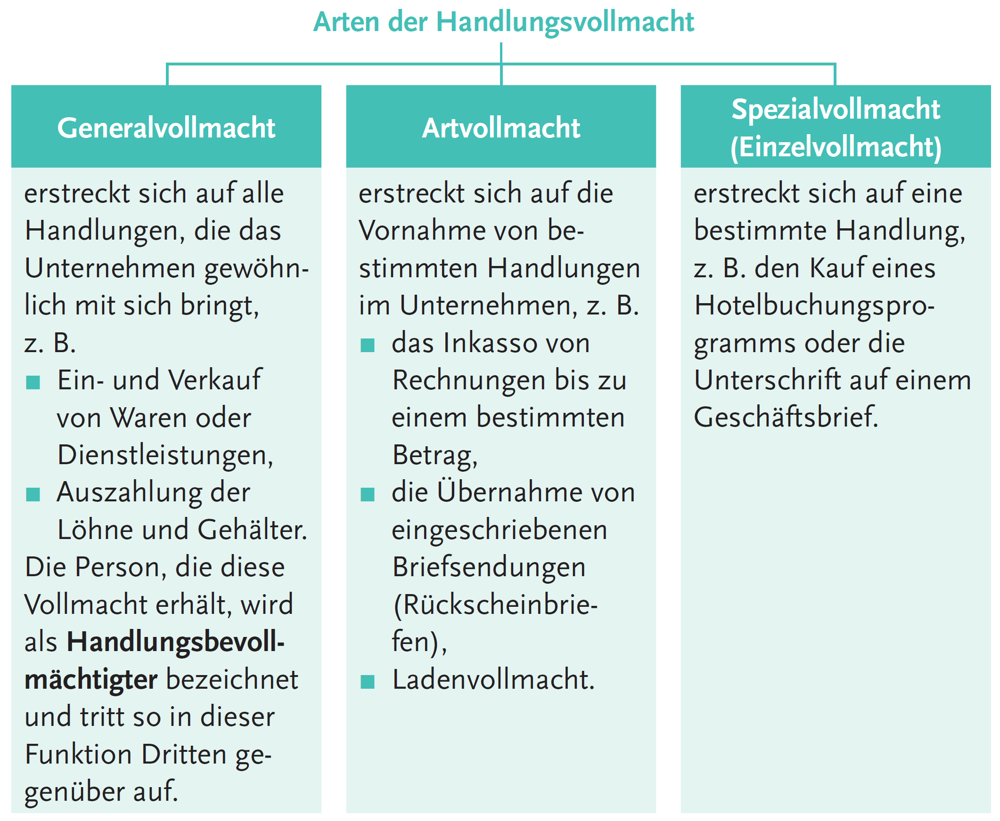 Arten der Handlungsvollmacht
Generalvollmacht
erstreckt sich auf alle
Handlungen, die das
Unternehmen gewöhn-
lich mit sich bringt,
z. B.
■ Ein- und Verkauf
von Waren oder
Dienstleistungen,
■ Auszahlung der
Löhne und Gehälter.
Die Person, die diese
Vollmacht erhält, wird
als Handlungsbevoll-
mächtigter bezeichnet
und tritt so in dieser
Funktion Dritten ge-
genüber auf.
Artvollmacht
erstreckt sich auf die
Vornahme von be-
stimmten Handlungen
im Unternehmen, z. B.
■ das Inkasso von
Rechnungen bis zu
einem bestimmten
Betrag,
■ die Übernahme von
eingeschriebenen
Briefsendungen
(Rückscheinbrie-
fen),
■ Ladenvollmacht.
Spezialvollmacht
(Einzelvollmacht)
erstreckt sich auf eine
bestimmte Handlung,
z. B. den Kauf eines
Hotelbuchungspro-
gramms oder die
Unterschrift auf einem
Geschäftsbrief.